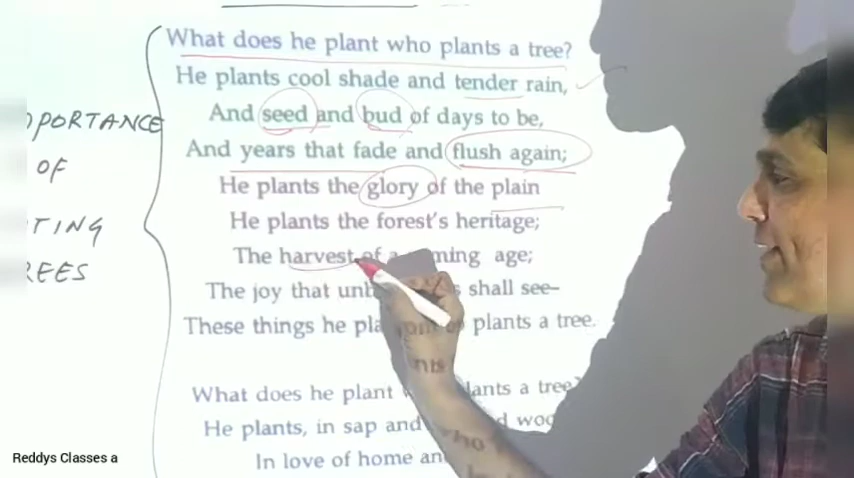 What does he plant who plants a tree?
He plants cool shade and tender rain,
And seed and bud of days to be,
And years that fade and flush again;
He plants the glory of the plain
He plants the forest's heritage;
The harvest of a coming age;
The joy that shall see–
These things he plants a tree.
What does he plant plants a tree?
He plants, in sap and
In love of home
PORTANCE
OF
TING
REES
Reddys Classes a